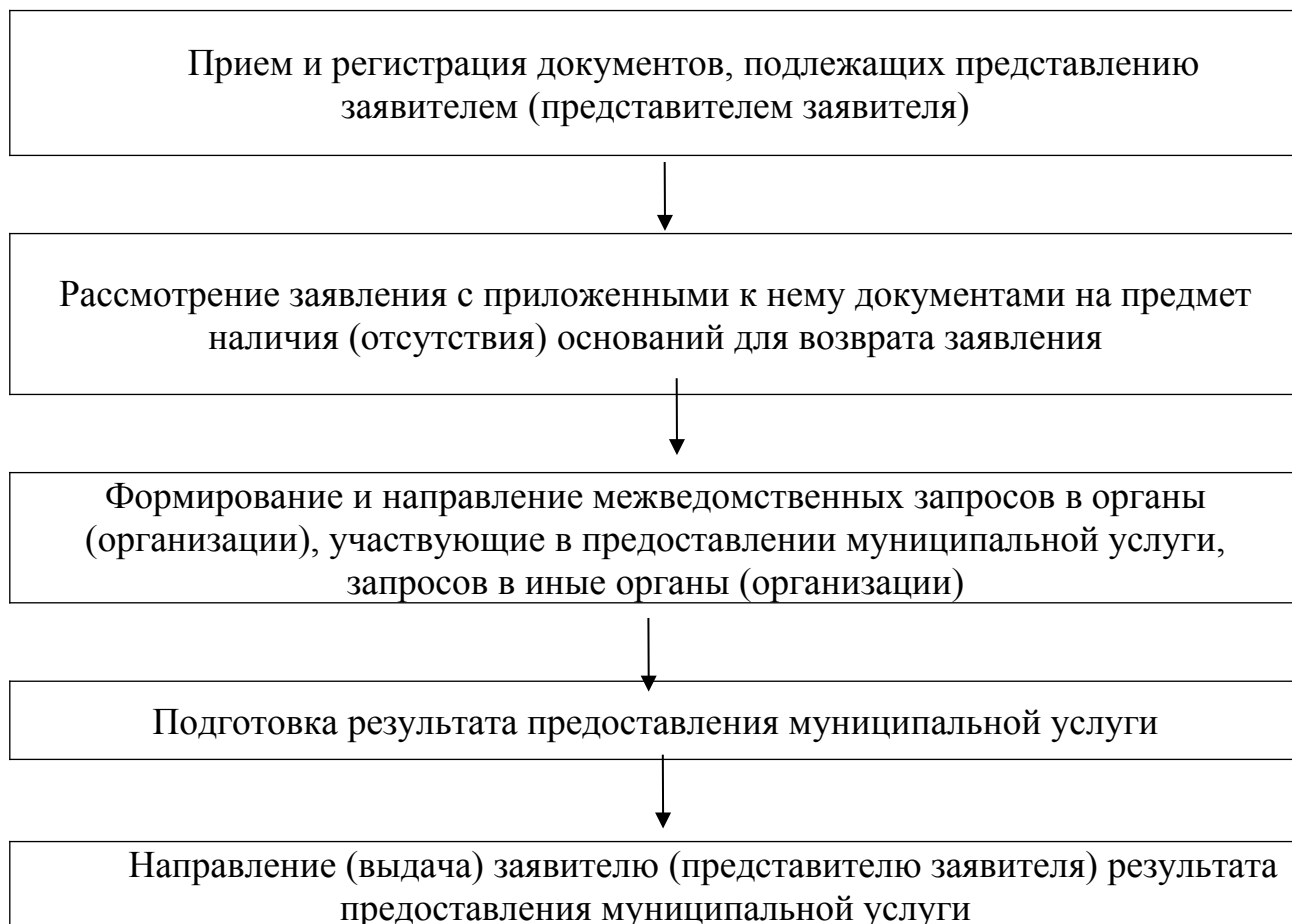 Прием и регистрация документов, подлежащих представлению
заявителем (представителем заявителя)
Рассмотрение заявления с приложенными к нему документами на предмет
наличия (отсутствия) оснований для возврата заявления
Формирование и направление межведомственных запросов в органы
(организации), участвующие в предоставлении муниципальной услуги,
запросов в иные органы (организации)
Подготовка результата предоставления муниципальной услуги
Направление (выдача) заявителю (представителю заявителя) результата
предоставления муниципальной услуги